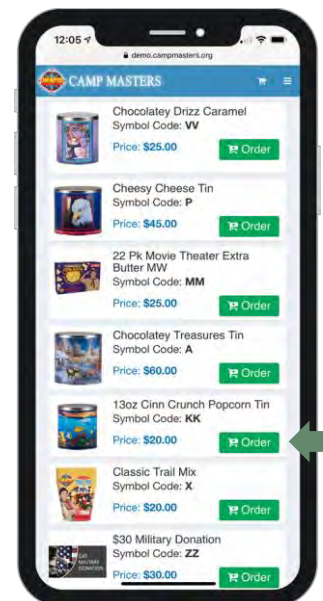 12:05
demo.campmasters.org
CAMP MASTERS
Chocolatey Drizz Caramel
Symbol Code: VV
Price: $25.00
Order
Cheesy Cheese Tin
Symbol Code: P
Price: $45.00
Order
22 Pk Movie Theater Extra
Butter MW
Symbol Code: MM
Price: $25.00
Order
Chocolatey Treasures Tin
Symbol Code: A
Price: $60.00
Order
13oz Cinn Crunch Popcorn Tin
Symbol Code: KK
Price: $20.00
Order
Classic Trail Mix
Symbol Code: X
Price: $20.00
Order
$30 Military Donation
Symbol Code: ZZ
Price: $30.00
Order